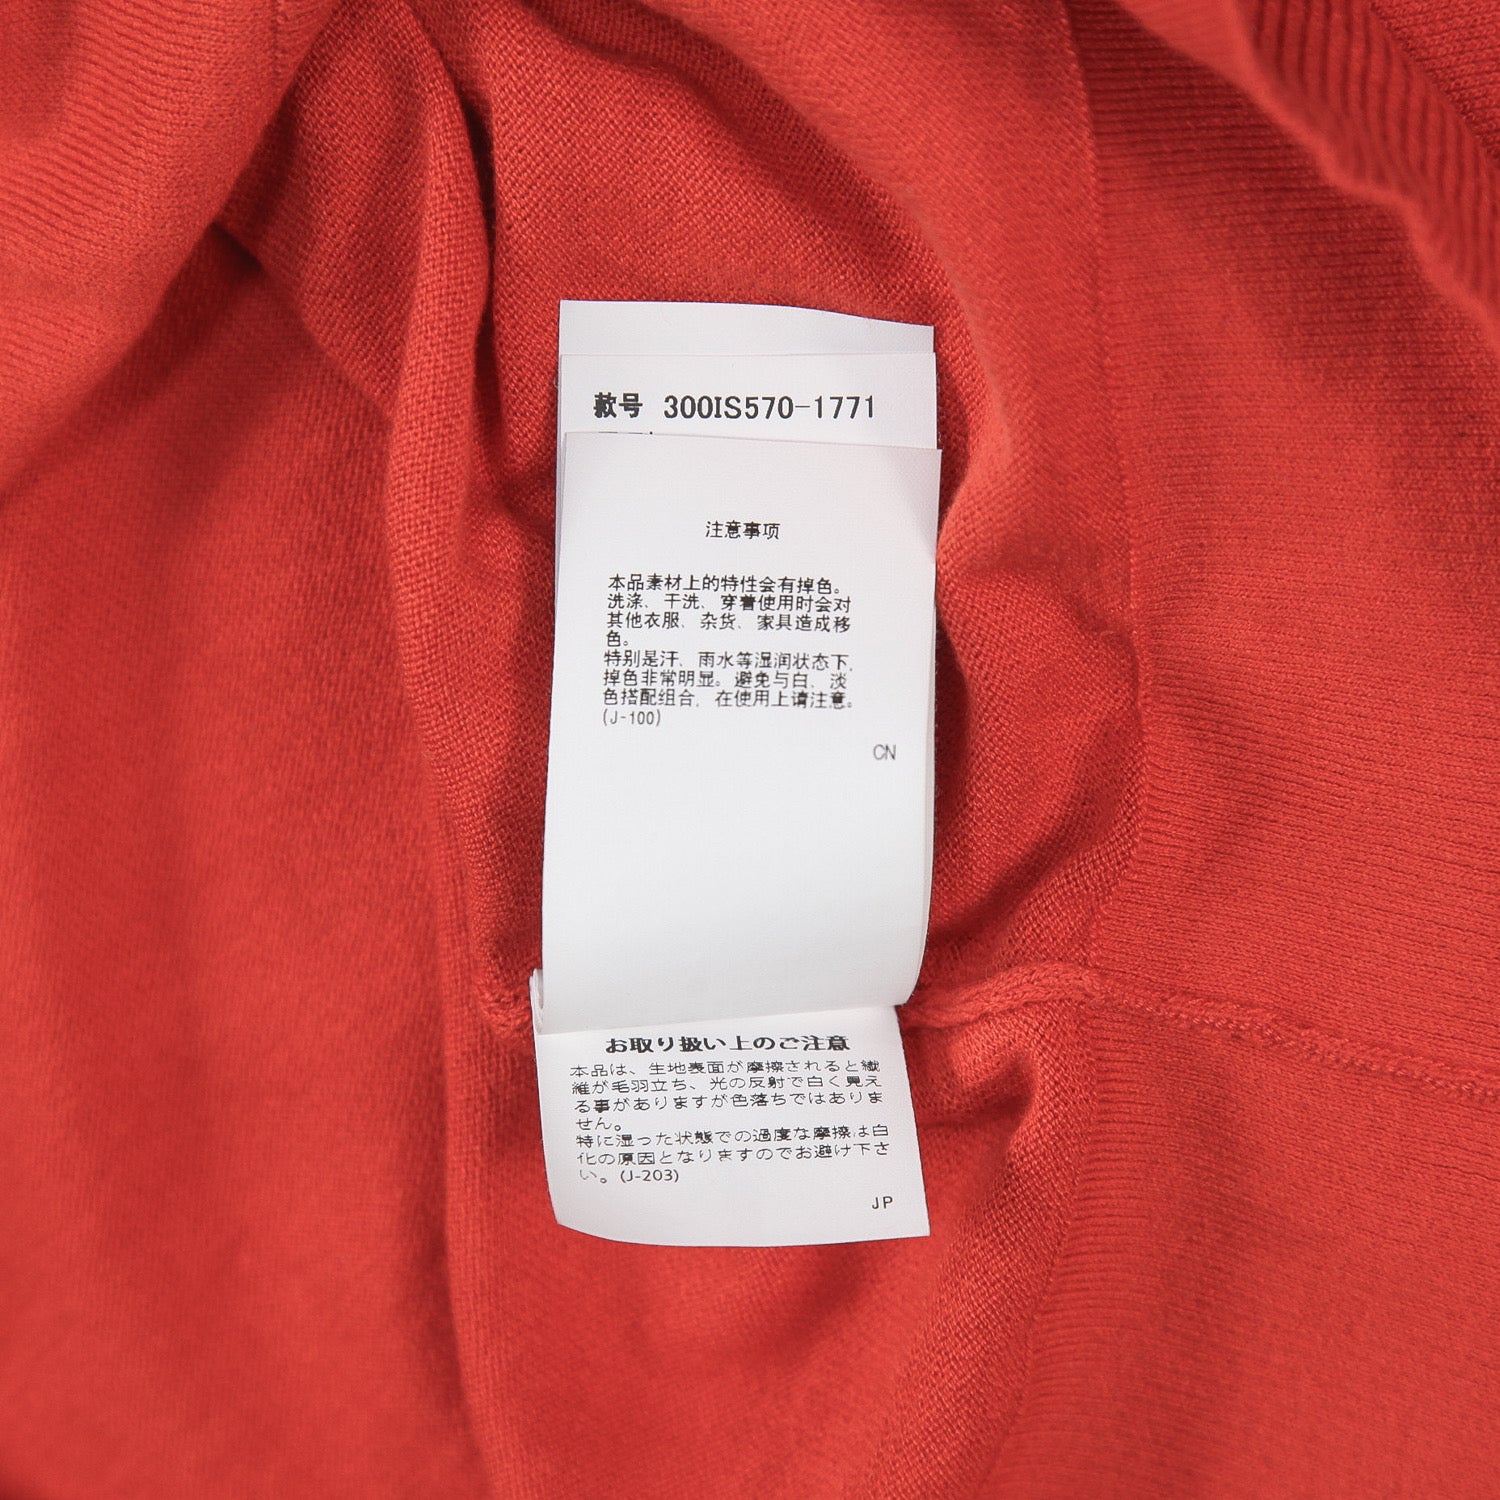 款号 300IS570-1771
注意事项
本品素材上的特性会有掉色。
洗涤、干洗、穿着使用时会对
其他衣服、杂货、家具造成移
色。
特别是汗、雨水等湿润状态下,
掉色非常明显。避免与白、淡
色搭配组合, 在使用上请注意。
(J-100)
CN
お取り扱い上のご注意
本品は、生地表面が摩擦されると繊
維が毛羽立ち、光の反射で白く見え
る事がありますが色落ちではありま
せん。
特に湿った状態での過度な摩擦は白
化の原因となりますのでお避け下さ
い。(J-203)
JP